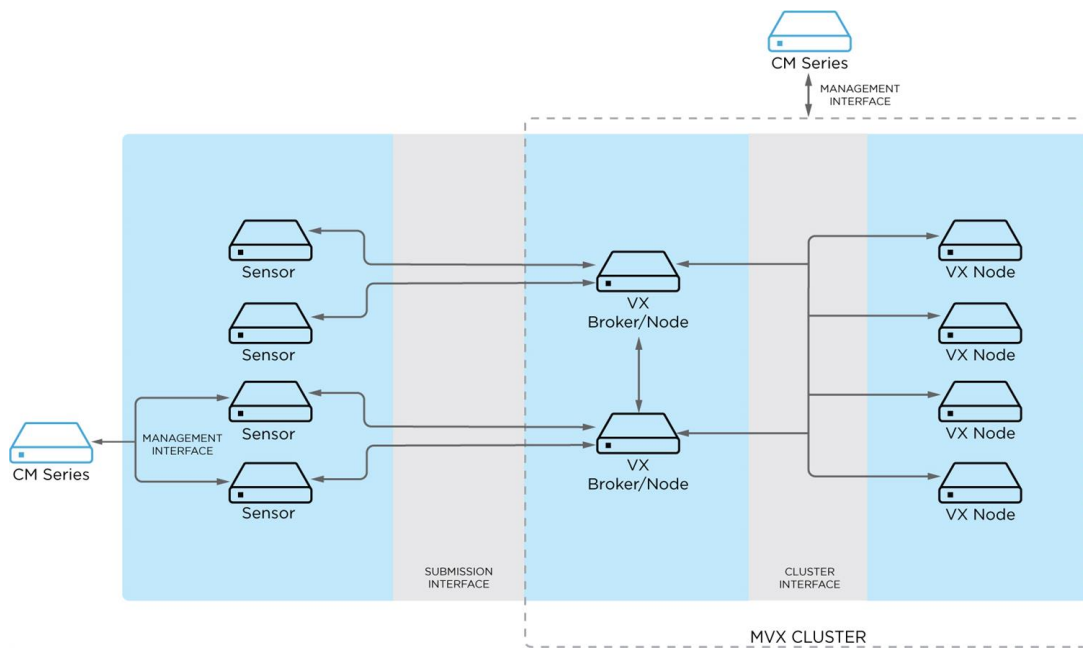 CM Series
MANAGEMENT
INTERFACE
Sensor
VX
Broker/Node
VX Node
Sensor
VX Node
Sensor
VX Node
CM Series
MANAGEMENT
INTERFACE
Sensor
VX
Broker/Node
VX Node
SUBMISSION
INTERFACE
CLUSTER
INTERFACE
MVX CLUSTER